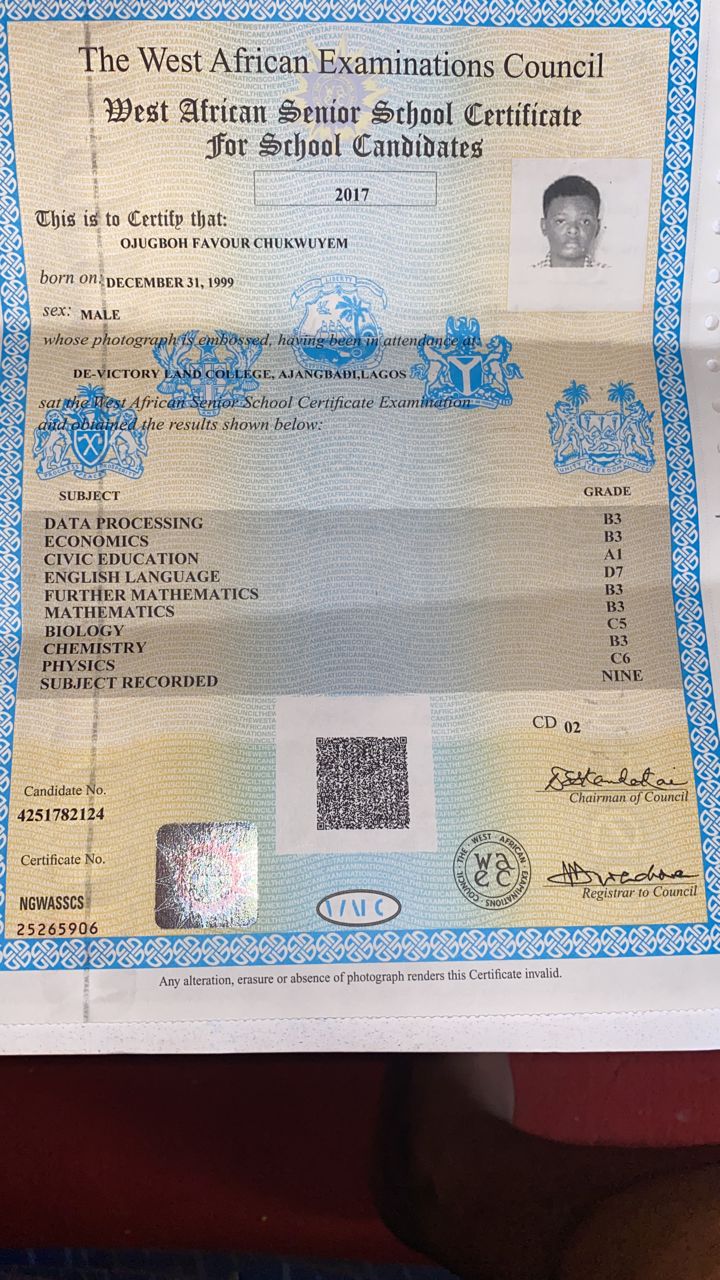 The West African Examinations Council
West African Senior School Certificate
For School Candidates
2017
This is to Certify that:
OJUGBOH FAVOUR CHUKWUYEM
born on: DECEMBER 31, 1999
sex: MALE
whose photograph is embossed, having been in attendance at:
DE-VICTORY LAND COLLEGE, AJANGBADI,LAGOS
sat the West African Senior School Certificate Examination
and obtained the results shown below:
SUBJECT GRADE
DATA PROCESSING B3
ECONOMICS B3
CIVIC EDUCATION A1
ENGLISH LANGUAGE D7
FURTHER MATHEMATICS B3
MATHEMATICS B3
BIOLOGY C5
CHEMISTRY B3
PHYSICS C6
SUBJECT RECORDED NINE
CD 02
Candidate No.
4251782124
Chairman of Council
Certificate No.
THE WEST AFRICAN EXAMINATIONS COUNCIL
waec
Registrar to Council
NGWASSCS
25265906
Any alteration, erasure or absence of photograph renders this Certificate invalid.